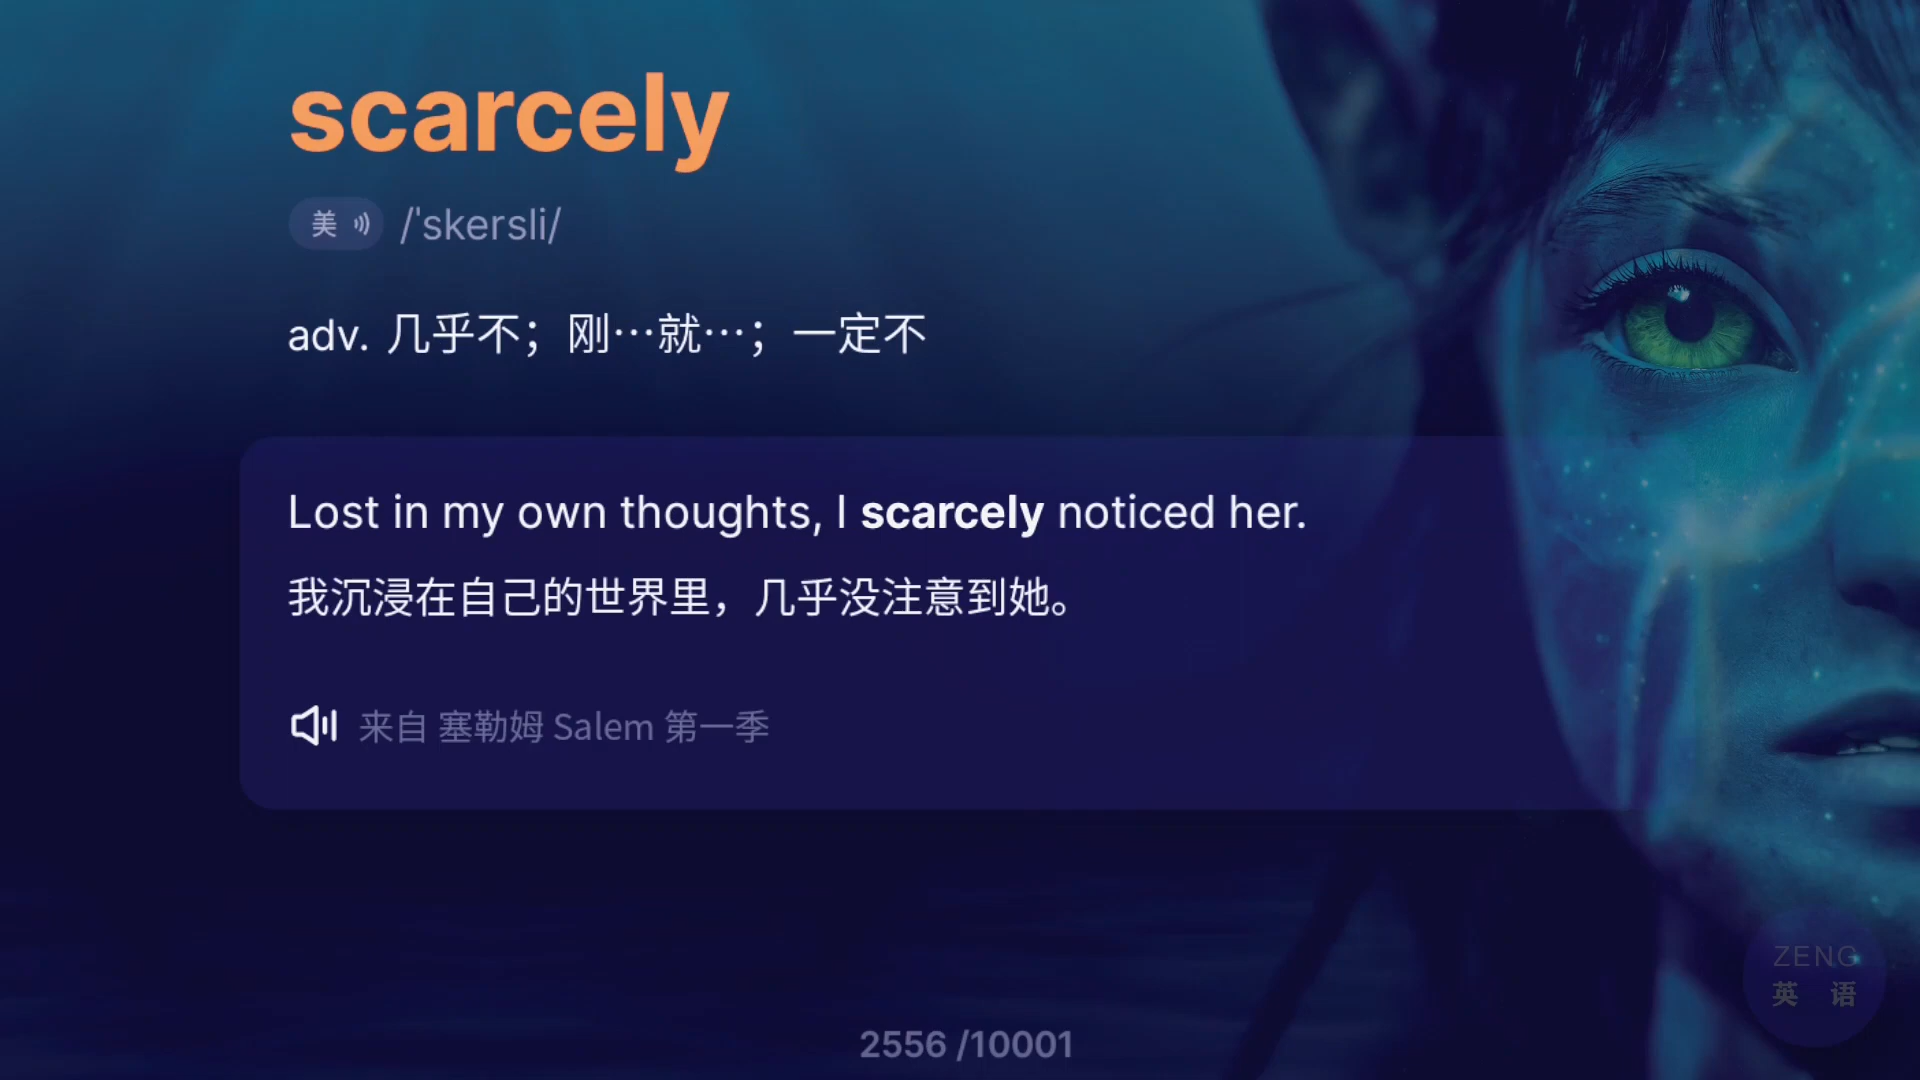 scarcely
美 /ˈskersli/
adv. 几乎不；刚…就…；一定不
Lost in my own thoughts, I scarcely noticed her.
我沉浸在自己的世界里，几乎没注意到她。
来自 塞勒姆 Salem 第一季
ZENG
英 语
2556 /10001